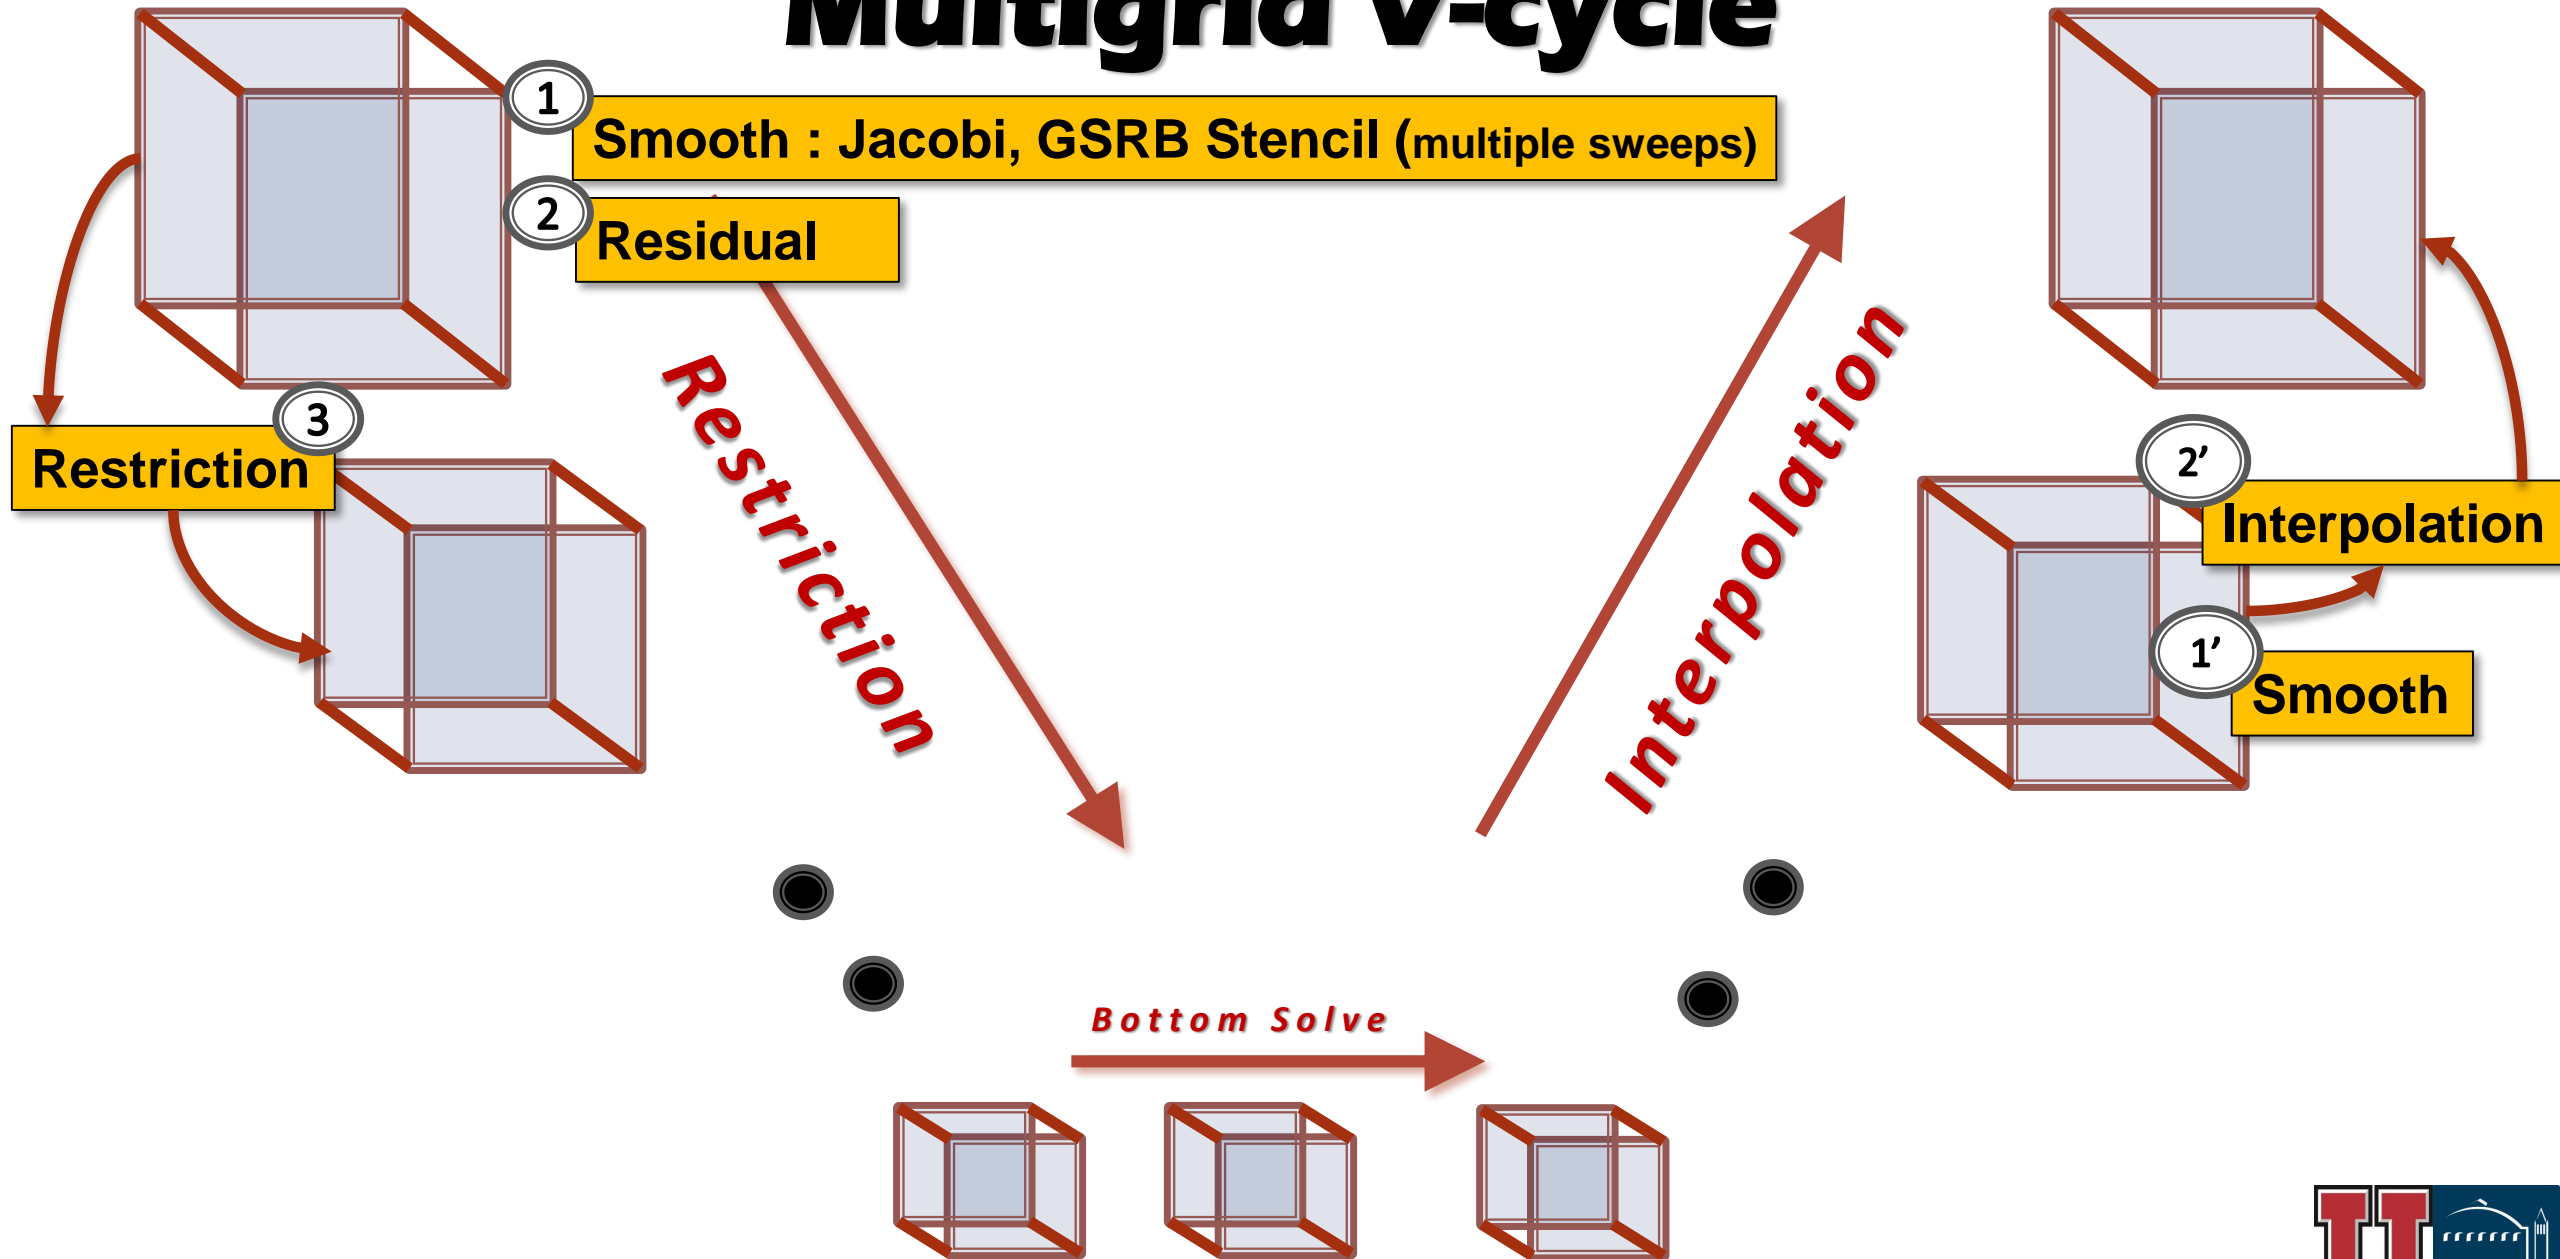 Multigrid V-cycle
1
Smooth : Jacobi, GSRB Stencil (multiple sweeps)
2
Residual
3
Restriction
Restriction
Interpolation
2’
Interpolation
1’
Smooth
Bottom Solve